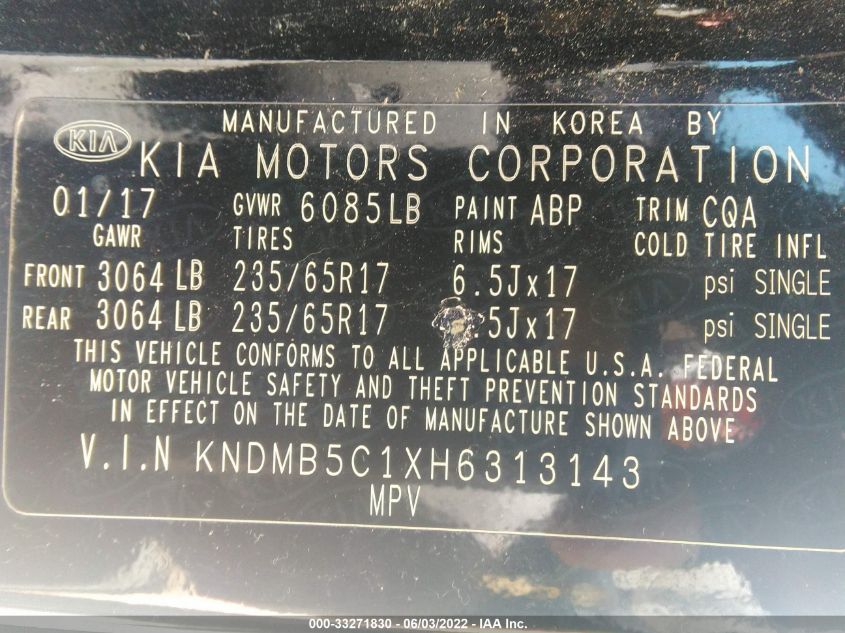 MANUFACTURED IN KOREA BY
KIA KIA MOTORS CORPORATION
01/17 GVWR 6085LB PAINT ABP TRIM CQA
GAWR TIRES RIMS COLD TIRE INFL
FRONT 3064 LB 235/65R17 6.5Jx17 psi SINGLE
REAR 3064 LB 235/65R17 .5Jx17 psi SINGLE
THIS VEHICLE CONFORMS TO ALL APPLICABLE U.S.A. FEDERAL
MOTOR VEHICLE SAFETY AND THEFT PREVENTION STANDARDS
IN EFFECT ON THE DATE OF MANUFACTURE SHOWN ABOVE
V.I.N KNDMB5C1XH6313143
MPV
000-33271830 - 06/03/2022 - IAA Inc.